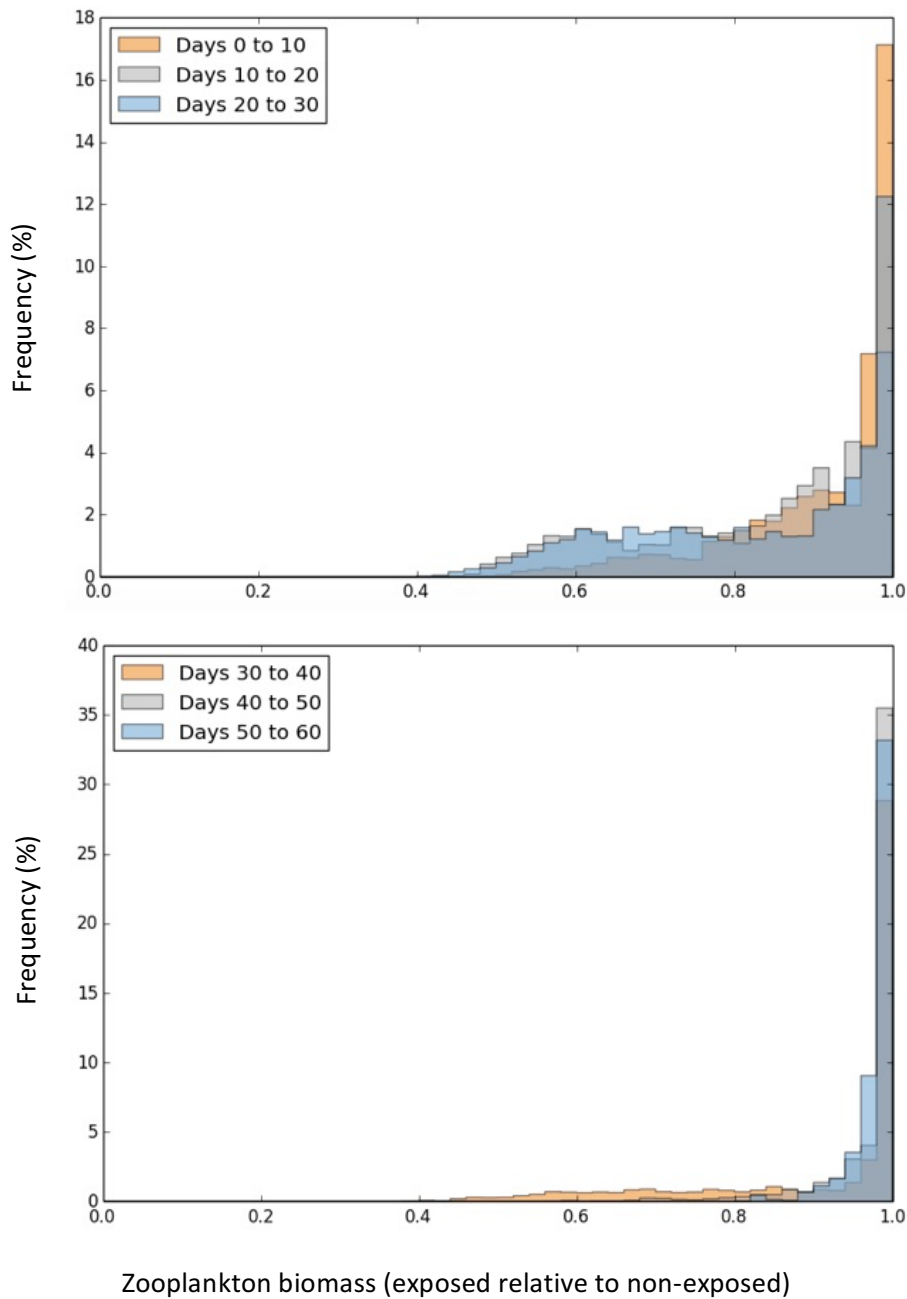 18
16
14
12
10
8
6
4
2
0
Frequency (%)
Days 0 to 10
Days 10 to 20
Days 20 to 30
0.0 0.2 0.4 0.6 0.8 1.0
40
35
30
25
20
15
10
5
0
Frequency (%)
Days 30 to 40
Days 40 to 50
Days 50 to 60
0.0 0.2 0.4 0.6 0.8 1.0
Zooplankton biomass (exposed relative to non-exposed)